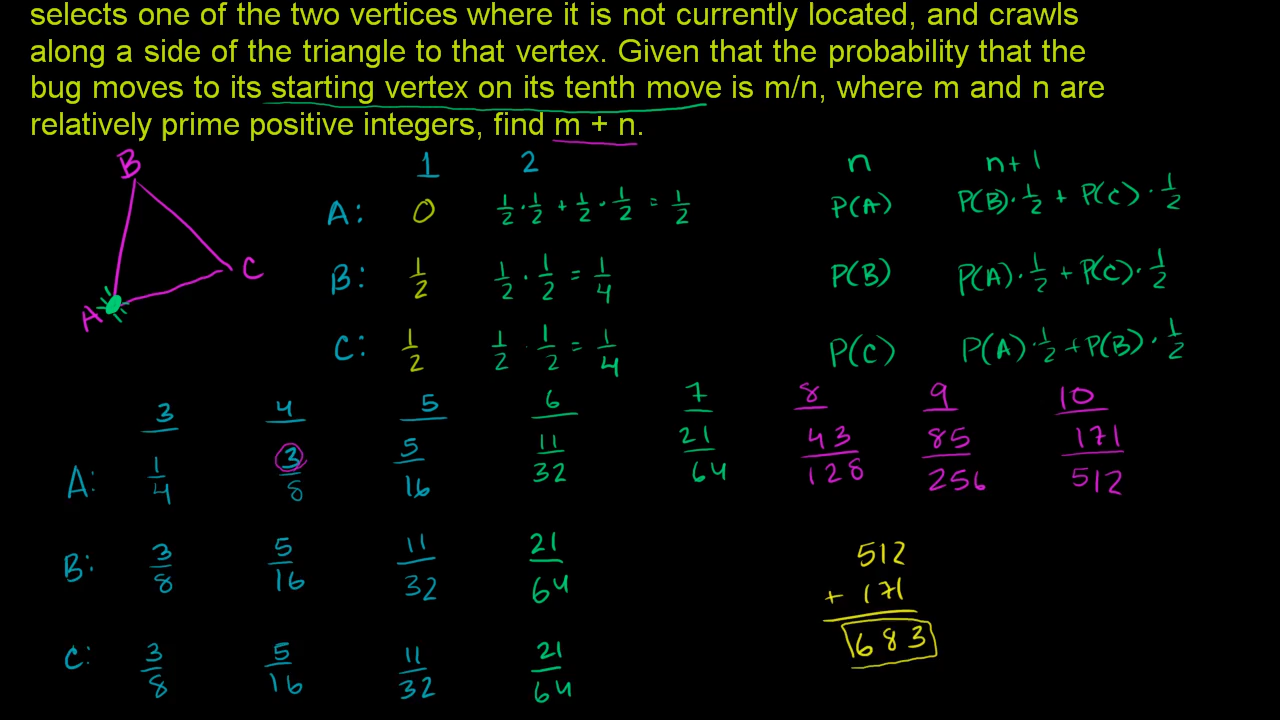 selects one of the two vertices where it is not currently located, and crawls
along a side of the triangle to that vertex. Given that the probability that the
bug moves to its starting vertex on its tenth move is m/n, where m and n are
relatively prime positive integers, find m + n.
B
C
A
1 2 n n+1
A: 0 1/2 · 1/2 + 1/2 · 1/2 = 1/2 P(A) P(B) · 1/2 + P(C) · 1/2
B: 1/2 1/2 · 1/2 = 1/4 P(B) P(A) · 1/2 + P(C) · 1/2
C: 1/2 1/2 · 1/2 = 1/4 P(C) P(A) · 1/2 + P(B) · 1/2
3 4 5 6 7 8 9 10
A: 1/4 3/8 5/16 11/32 21/64 43/128 85/256 171/512
B: 3/8 5/16 11/32 21/64
C: 3/8 5/16 11/32 21/64
512
+ 171
683